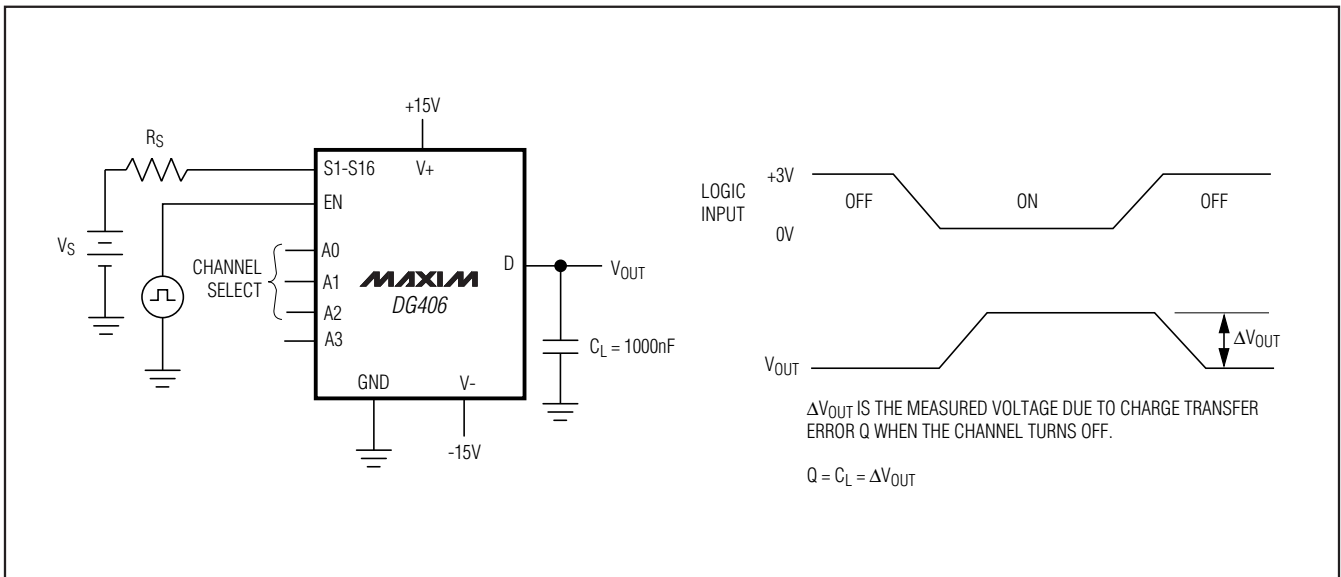 +15V
RS
S1-S16
V+
EN
VS
CHANNEL
SELECT
A0
A1
A2
A3
MAXIM
DG406
D
VOUT
CL = 1000nF
GND
V-
-15V
LOGIC
INPUT
+3V
0V
OFF
ON
OFF
VOUT
ΔVOUT
ΔVOUT IS THE MEASURED VOLTAGE DUE TO CHARGE TRANSFER
ERROR Q WHEN THE CHANNEL TURNS OFF.
Q = CL = ΔVOUT